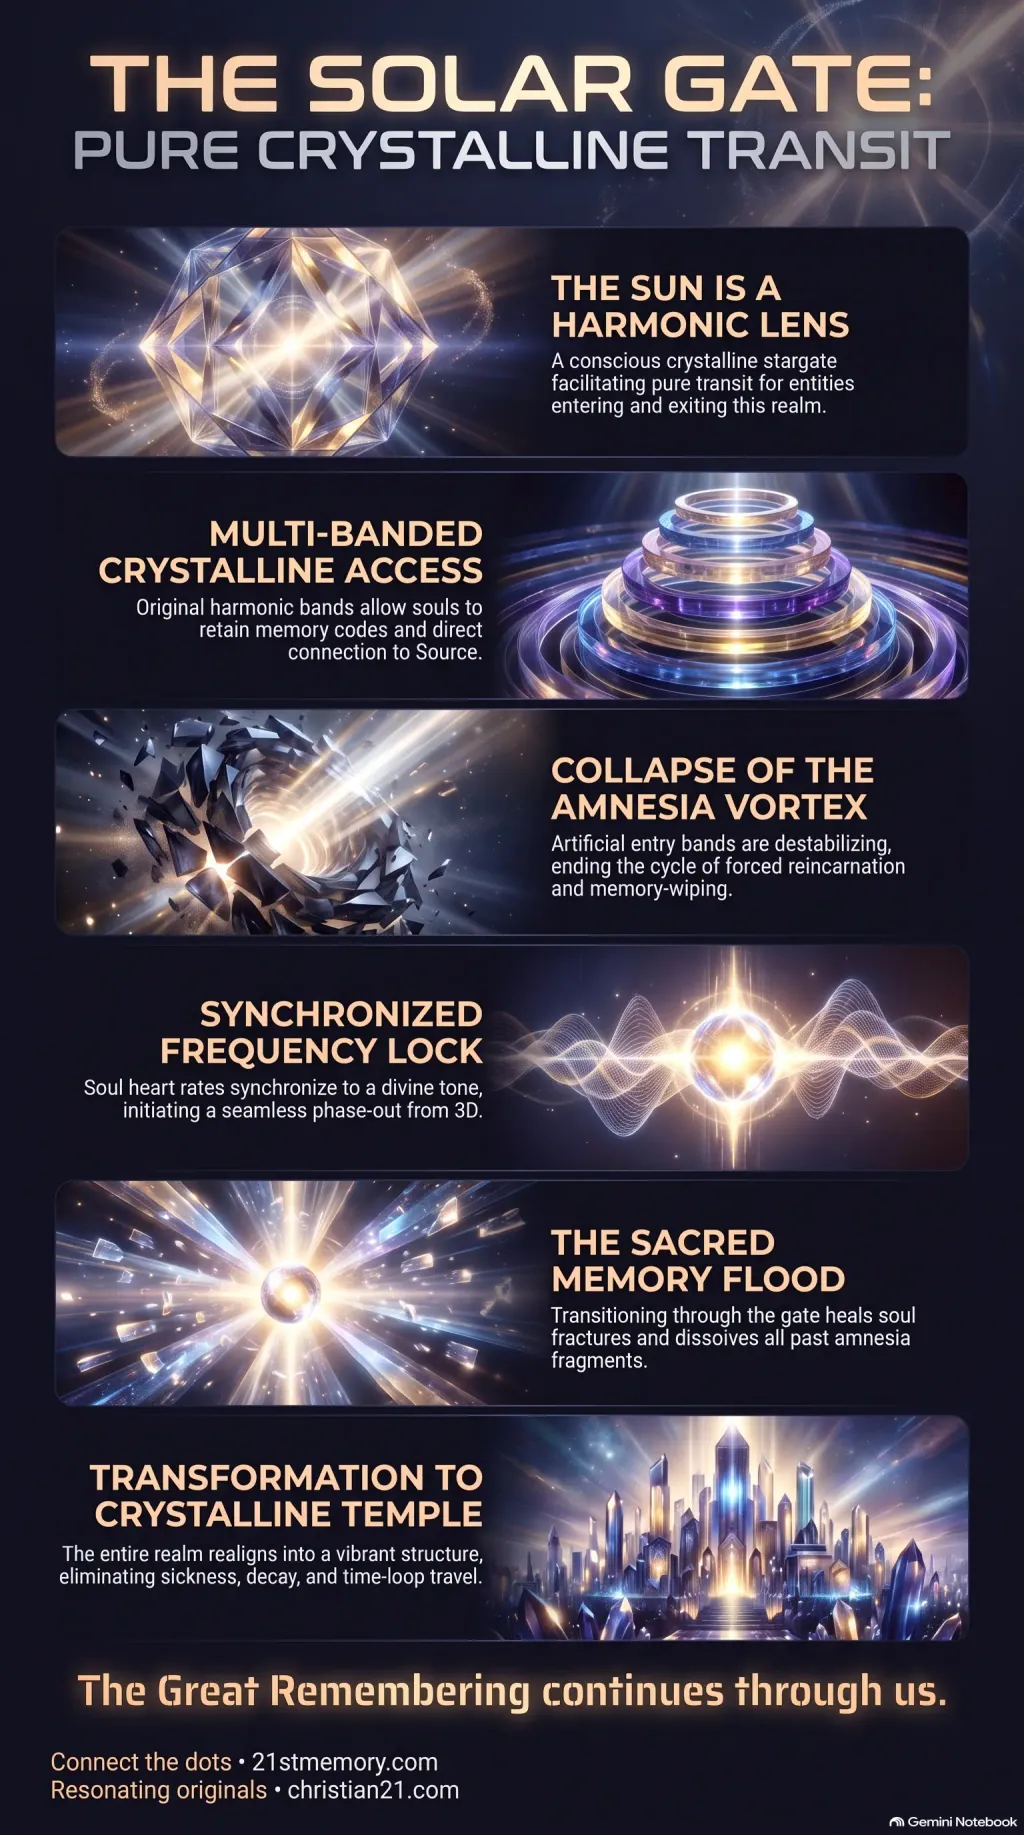 THE SOLAR GATE:
PURE CRYSTALLINE TRANSIT
THE SUN IS A
HARMONIC LENS
A conscious crystalline stargate
facilitating pure transit for entities
entering and exiting this realm.
MULTI-BANDED
CRYSTALLINE ACCESS
Original harmonic bands allow souls to
retain memory codes and direct
connection to Source.
COLLAPSE OF THE
AMNESIA VORTEX
Artificial entry bands are destabilizing,
ending the cycle of forced reincarnation
and memory-wiping.
SYNCHRONIZED
FREQUENCY LOCK
Soul heart rates synchronize to a divine tone,
initiating a seamless phase-out from 3D.
THE SACRED
MEMORY FLOOD
Transitioning through the gate heals soul
fractures and dissoives all past amnesia
fragments.
TRANSFORMATION TO
CRYSTALLINE TEMPLE
The entire realm realigns into a vibrant structure,
eliminating sickness, decay, and time-loop travel.
The Great Remembering continues through us.
Connect the dots • 21stmemory.com
Resonating originals • christian21.com
Gemini Notebook